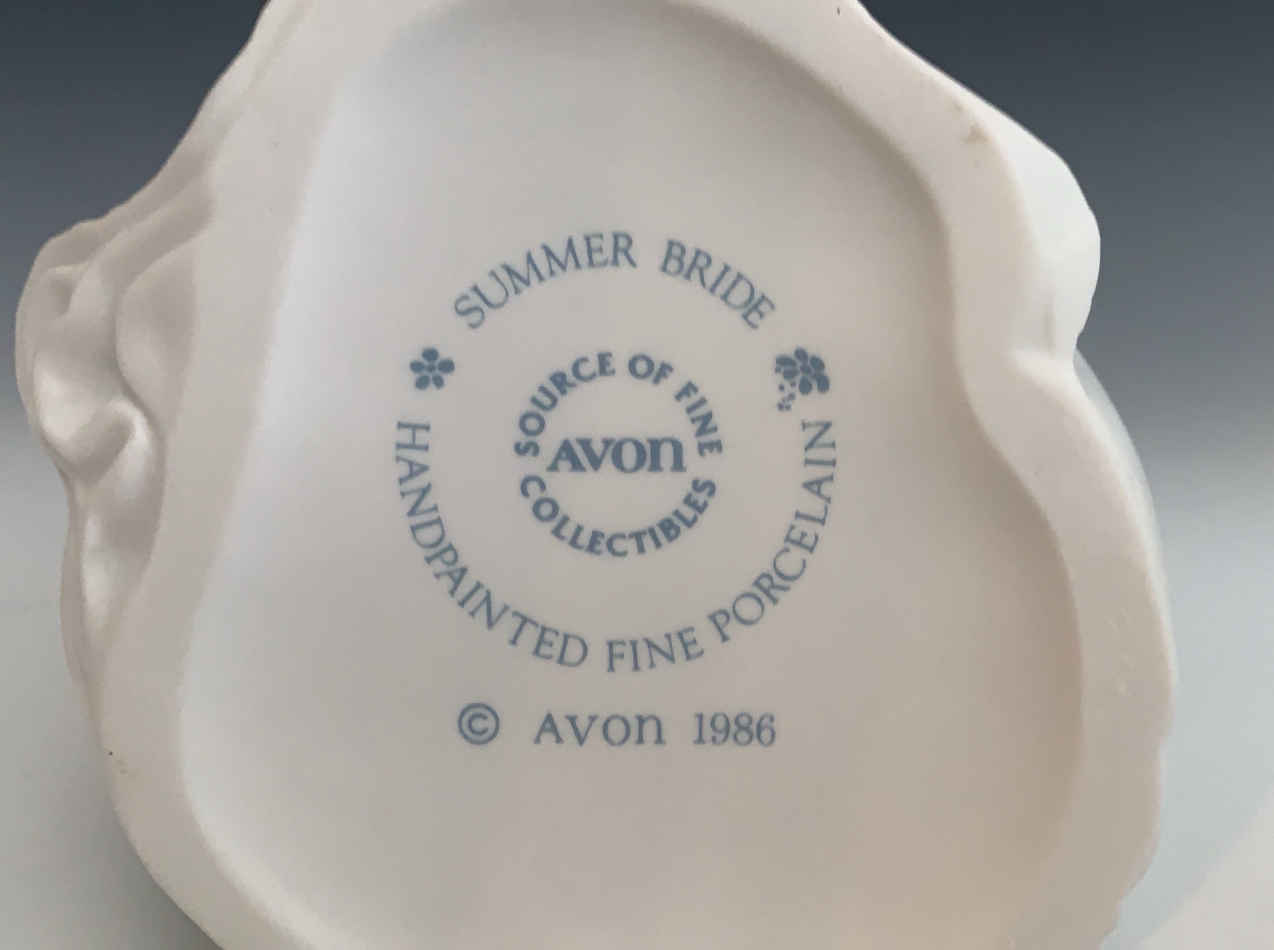 SUMMER BRIDE
SOURCE OF FINE
AVON
COLLECTIBLES
HANDPAINTED FINE PORCELAIN
© AVON 1986